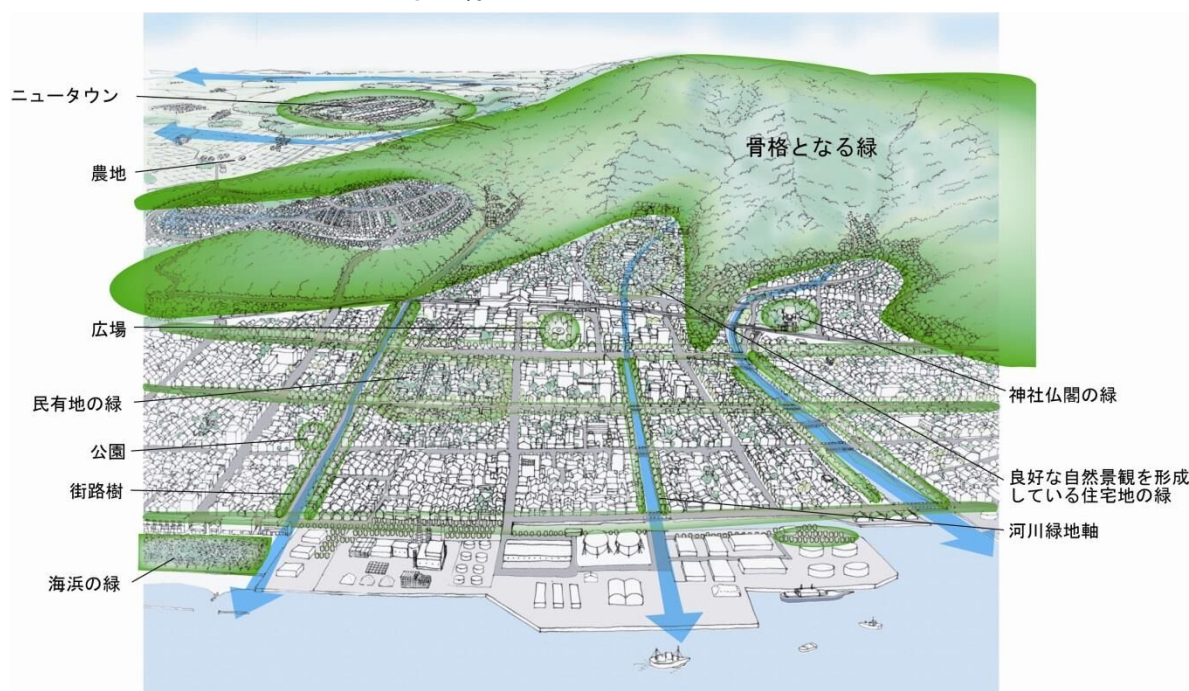 ニュータウン
骨格となる緑
農地
広場
民有地の緑
神社仏閣の緑
公園
街路樹
良好な自然景観を形成
している住宅地の緑
河川緑地軸
海浜の緑